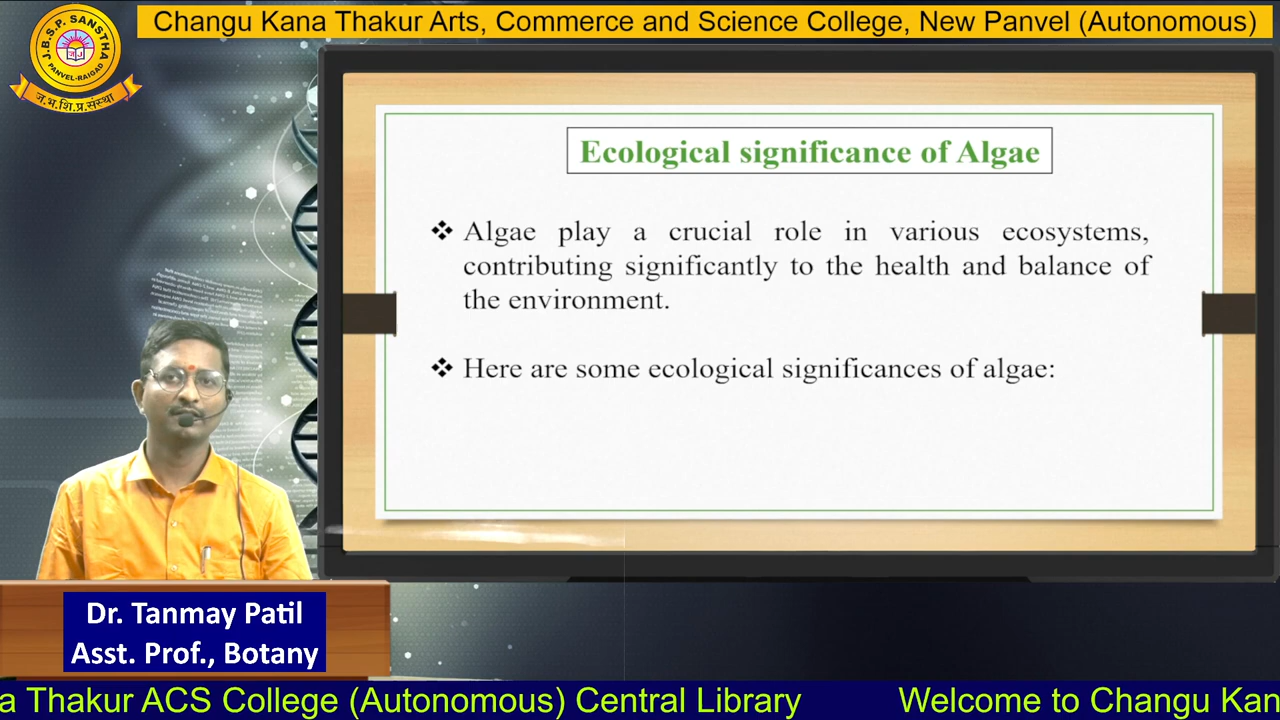 Changu Kana Thakur Arts, Commerce and Science College, New Panvel (Autonomous)
J.B.S.P. SANSTHA
PANVEL-RAIGAD
ज.भ.शि.प्र.संस्था
Ecological significance of Algae
❖ Algae play a crucial role in various ecosystems,
contributing significantly to the health and balance of
the environment.
❖ Here are some ecological significances of algae:
Dr. Tanmay Patil
Asst. Prof., Botany
a Thakur ACS College (Autonomous) Central Library Welcome to Changu Kan